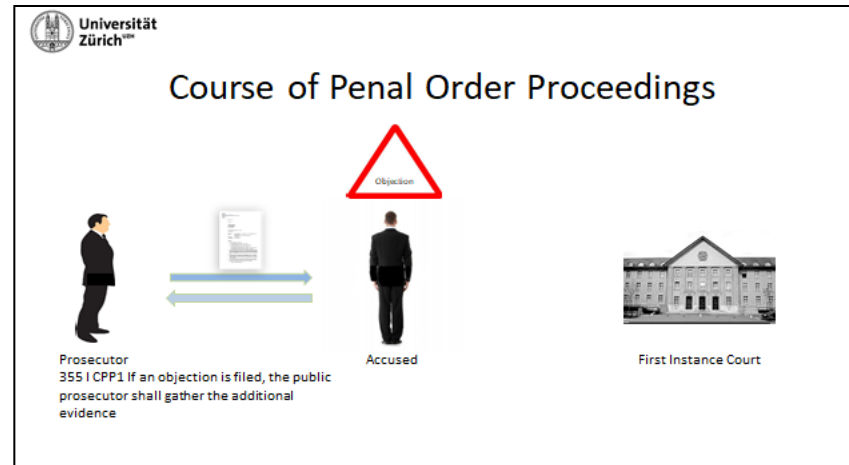 Universität
Zürich UZH
Course of Penal Order Proceedings
Objection
Prosecutor
355 I CPP1 If an objection is filed, the public
prosecutor shall gather the additional
evidence
Accused
First Instance Court